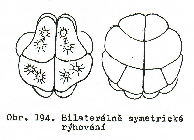 Obr. 194. Bilaterálně symetrické
rýhování